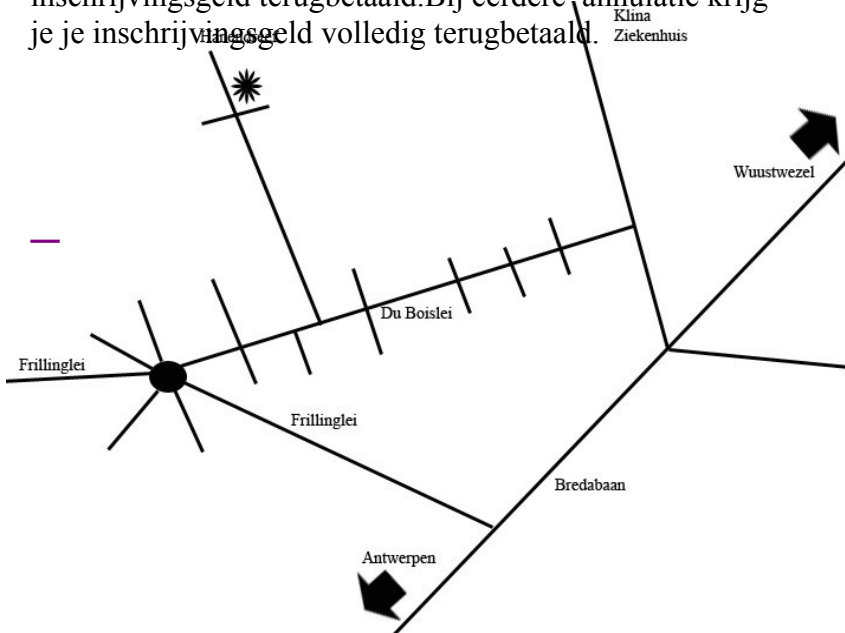 inschrijvingsgeld terugbetaald.Bij eerdere annulatie krijg
je je inschrijvingsgeld volledig terugbetaald.
Klina
Ziekenhuis
Wuustwezel
Du Boislei
Frillinglei
Frillinglei
Bredabaan
Antwerpen